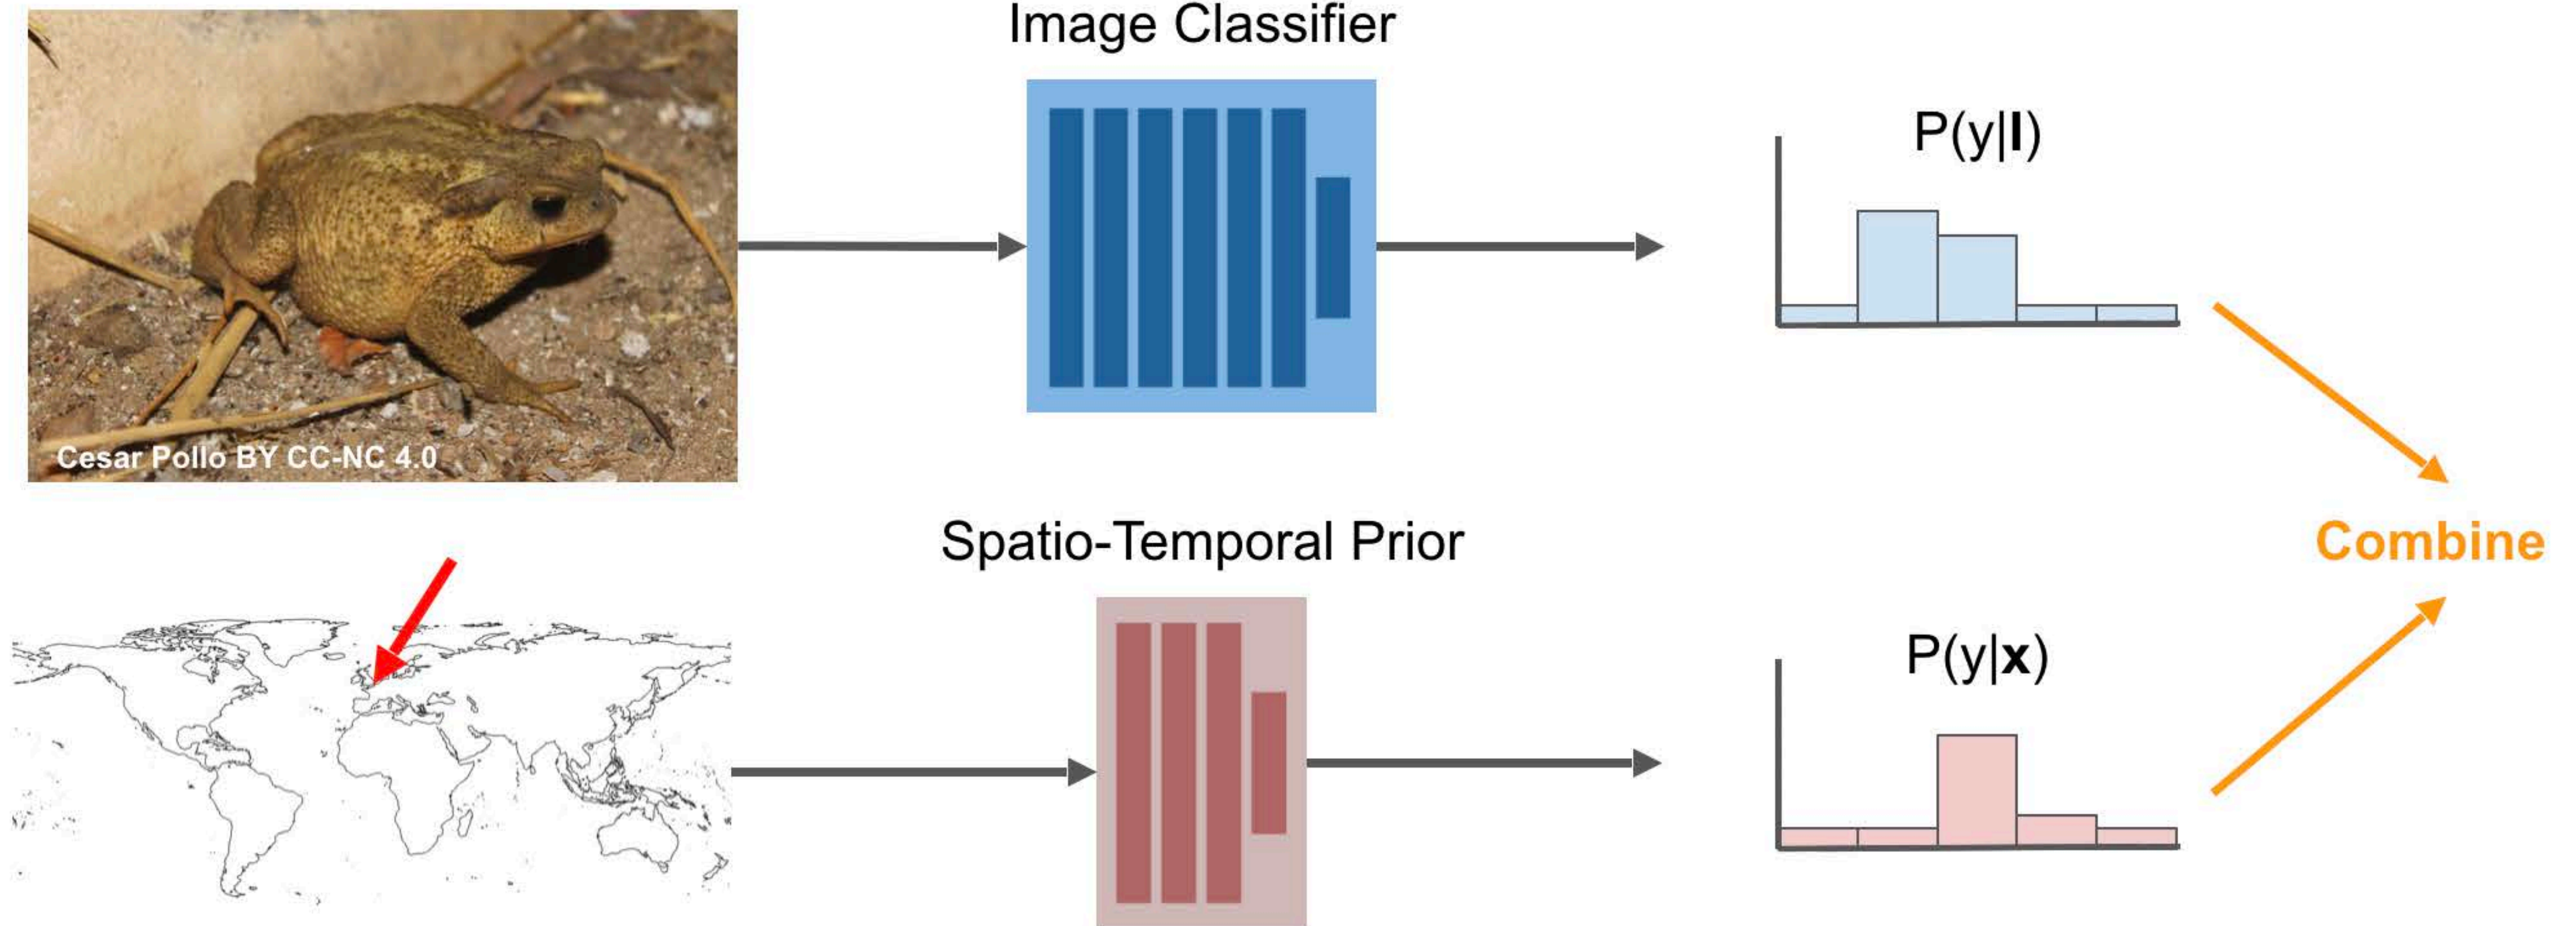 Image Classifier
P(y|I)
Cesar Pollo BY CC-NC 4.0
Spatio-Temporal Prior
Combine
P(y|x)